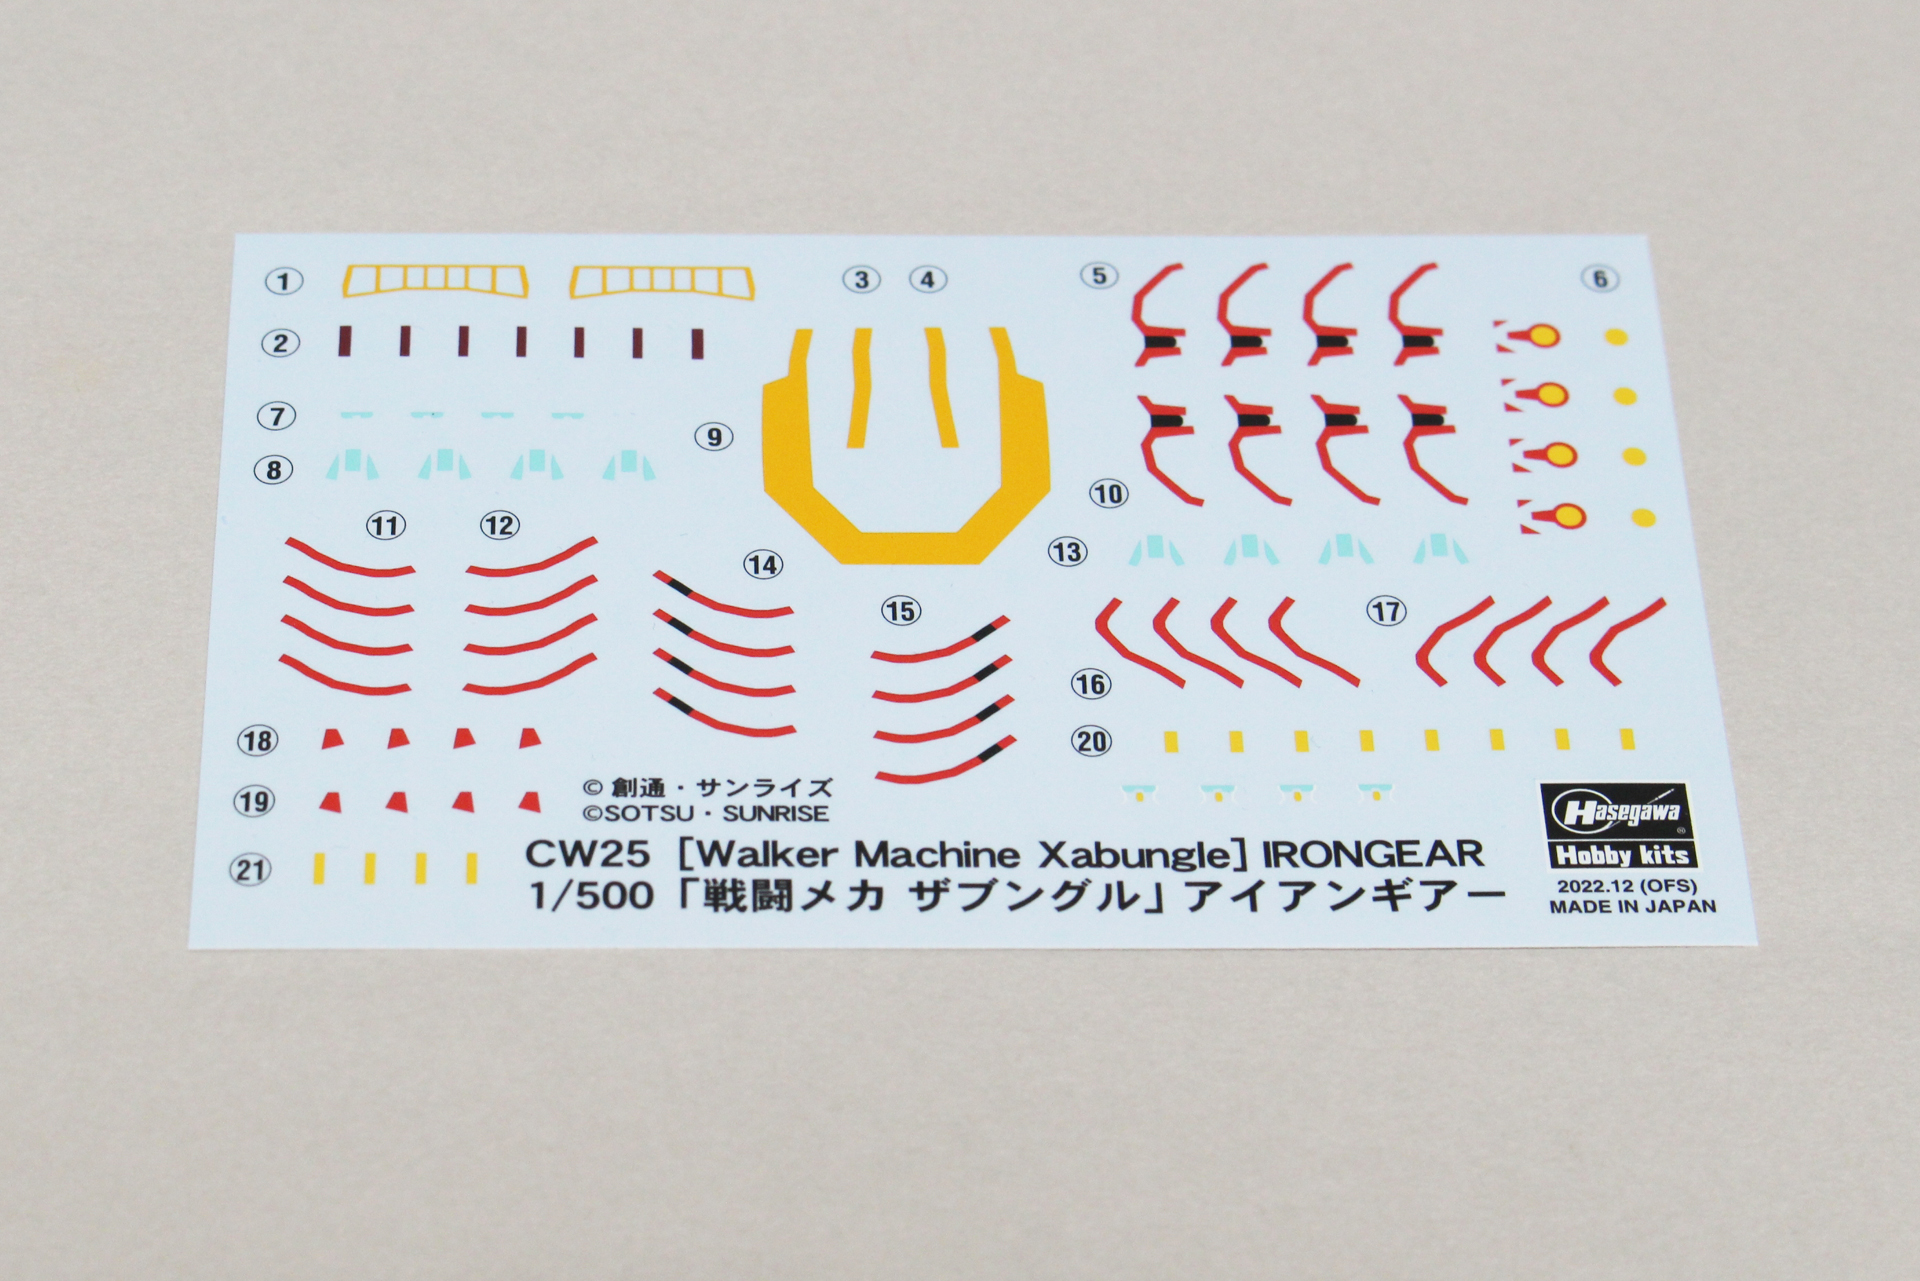 1
3 4
5
6
2
7
9
8
10
11 12
13
14
15
17
16
18
20
19
© 創通・サンライズ
©SOTSU・SUNRISE
21
CW25 [Walker Machine Xabungle] IRONGEAR
1/500「戦闘メカ ザブングル」アイアンギアー
Hasegawa ®
Hobby kits
2022.12 (OFS)
MADE IN JAPAN